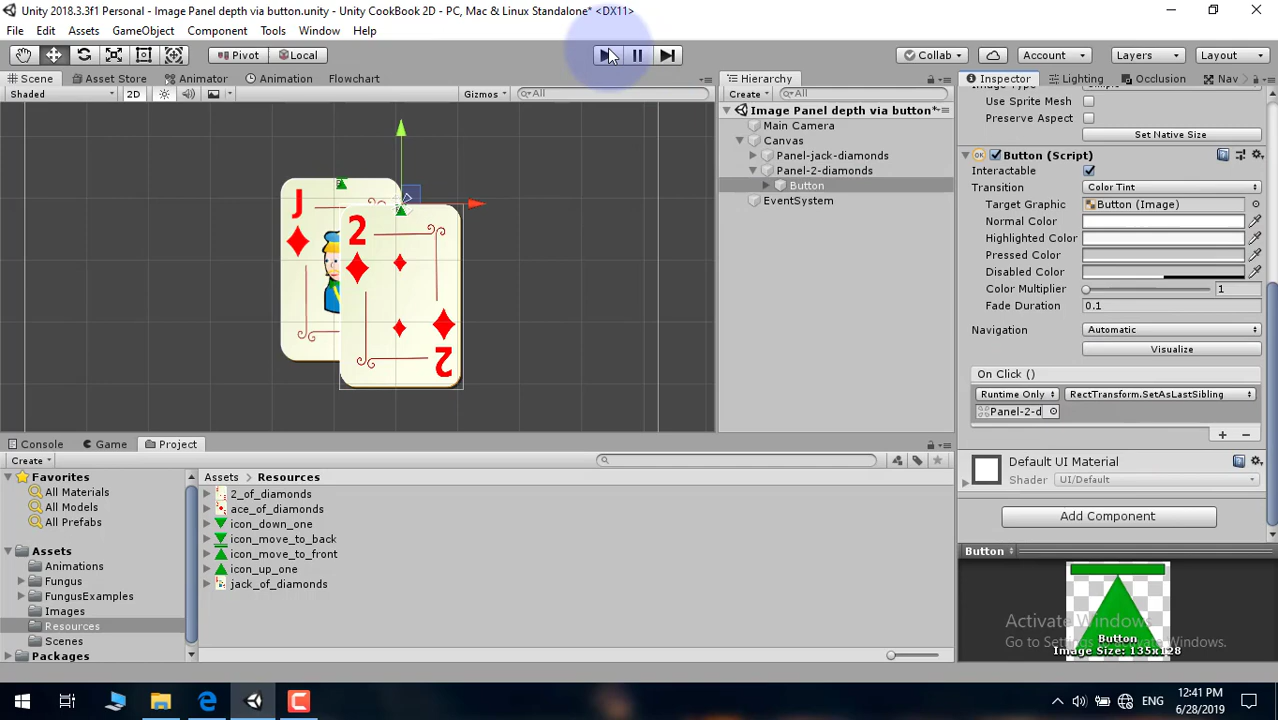 Unity 2018.3.3f1 Personal - Image Panel depth via button.unity - Unity CookBook 2D - PC, Mac & Linux Standalone* <DX11>
File Edit Assets GameObject Component Tools Window Help
Pivot Local Collab Account Layers Layout
Scene Asset Store Animator Animation Flowchart
Shaded 2D Gizmos All
Hierarchy
Create All
Image Panel depth via button*
Main Camera
Canvas
Panel-jack-diamonds
Panel-2-diamonds
Button
EventSystem
J
2
2
Inspector Lighting Occlusion Nav
Use Sprite Mesh
Preserve Aspect
Set Native Size
Button (Script)
Interactable
Transition Color Tint
Target Graphic Button (Image)
Normal Color
Highlighted Color
Pressed Color
Disabled Color
Color Multiplier 1
Fade Duration 0.1
Navigation Automatic
Visualize
On Click ()
Runtime Only RectTransform.SetAsLastSibling
Panel-2-d
Default UI Material
Shader UI/Default
Add Component
Button
Button
Image Size: 135x128
Activate Windows
Go to Settings to activate Windows.
Console Game Project
Create
Favorites
All Materials
All Models
All Prefabs
Assets
Animations
Fungus
FungusExamples
Images
Resources
Scenes
Packages
Assets Resources
2_of_diamonds
ace_of_diamonds
icon_down_one
icon_move_to_back
icon_move_to_front
icon_up_one
jack_of_diamonds
ENG
12:41 PM
6/28/2019